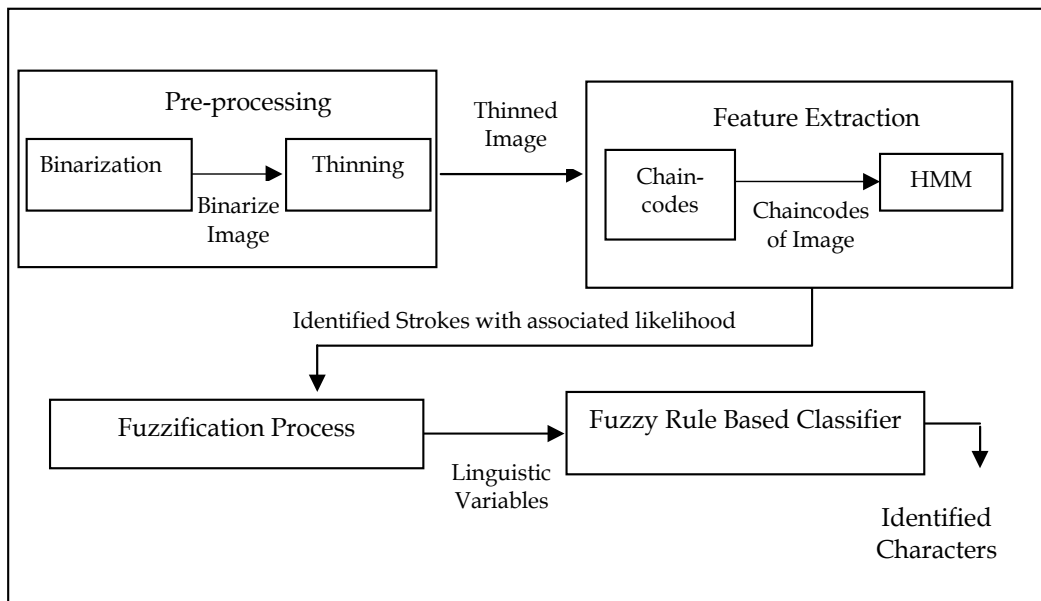 Pre-processing
Binarization
Thinning
Binarize
Image
Thinned
Image
Feature Extraction
Chain-
codes
HMM
Chaincodes
of Image
Identified Strokes with associated likelihood
Fuzzification Process
Linguistic
Variables
Fuzzy Rule Based Classifier
Identified
Characters